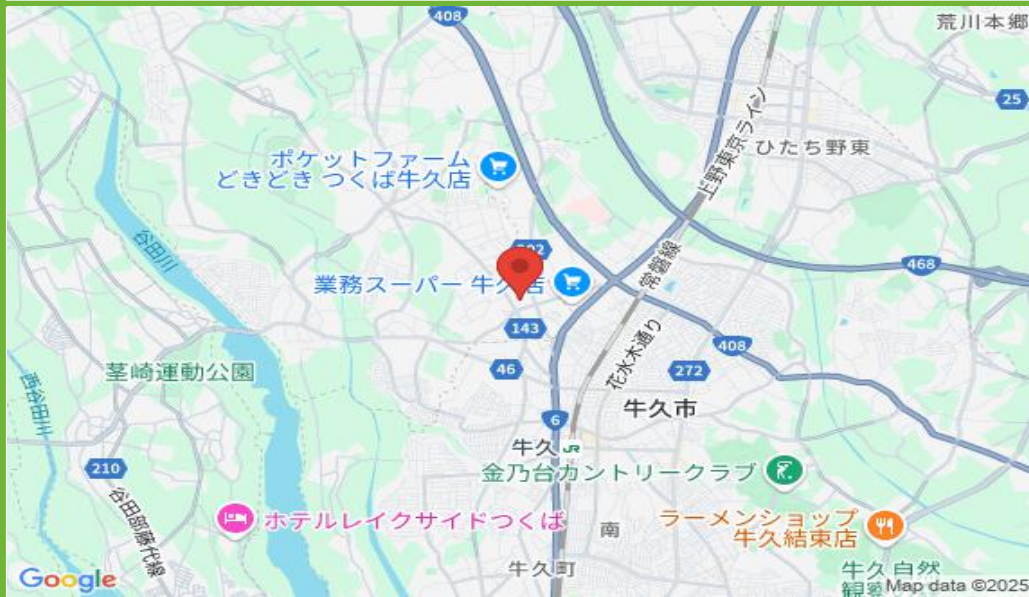 408
荒川本郷
25
上野東京ライン
ひたち野東
ポケットファーム
どきどき つくば牛久店
谷田川
468
常磐線
業務スーパー 牛久店
143
花水木通り
408
茎崎運動公園
46
272
西谷田川
6
牛久市
牛久 JR
210
金乃台カントリークラブ
谷田部藤代線
ホテルレイクサイドつくば
南
ラーメンショップ
牛久結束店
牛久町
牛久自然
Google
Map data ©2025